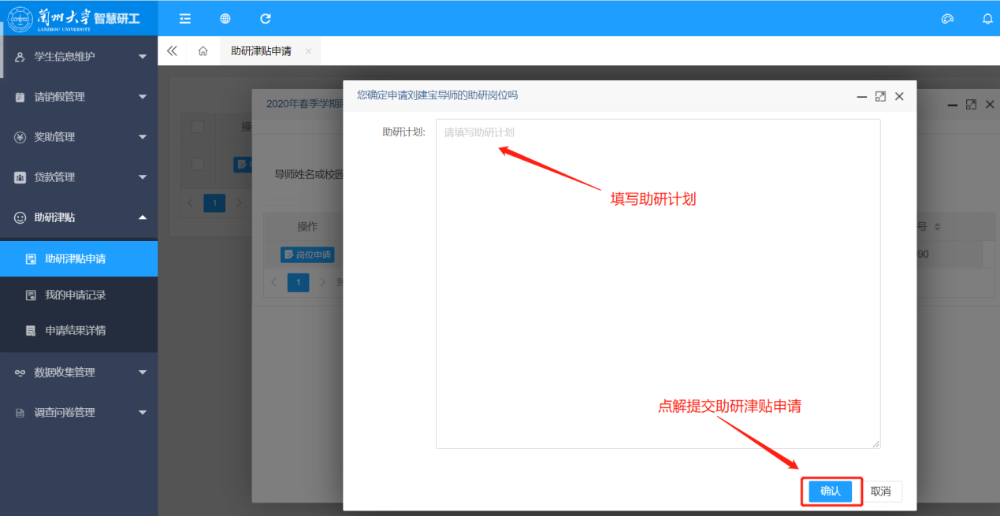 兰州大学 智慧研工
LANZHOU UNIVERSITY
学生信息维护
请销假管理
奖助管理
贷款管理
助研津贴
助研津贴申请
我的申请记录
申请结果详情
数据收集管理
调查问卷管理
助研津贴申请
2020年春季学期
操
1
导师姓名或校园
操作
号
岗位申请
90
1
到
您确定申请刘建宝导师的助研岗位吗
助研计划:
请填写助研计划
填写助研计划
点解提交助研津贴申请
确认
取消